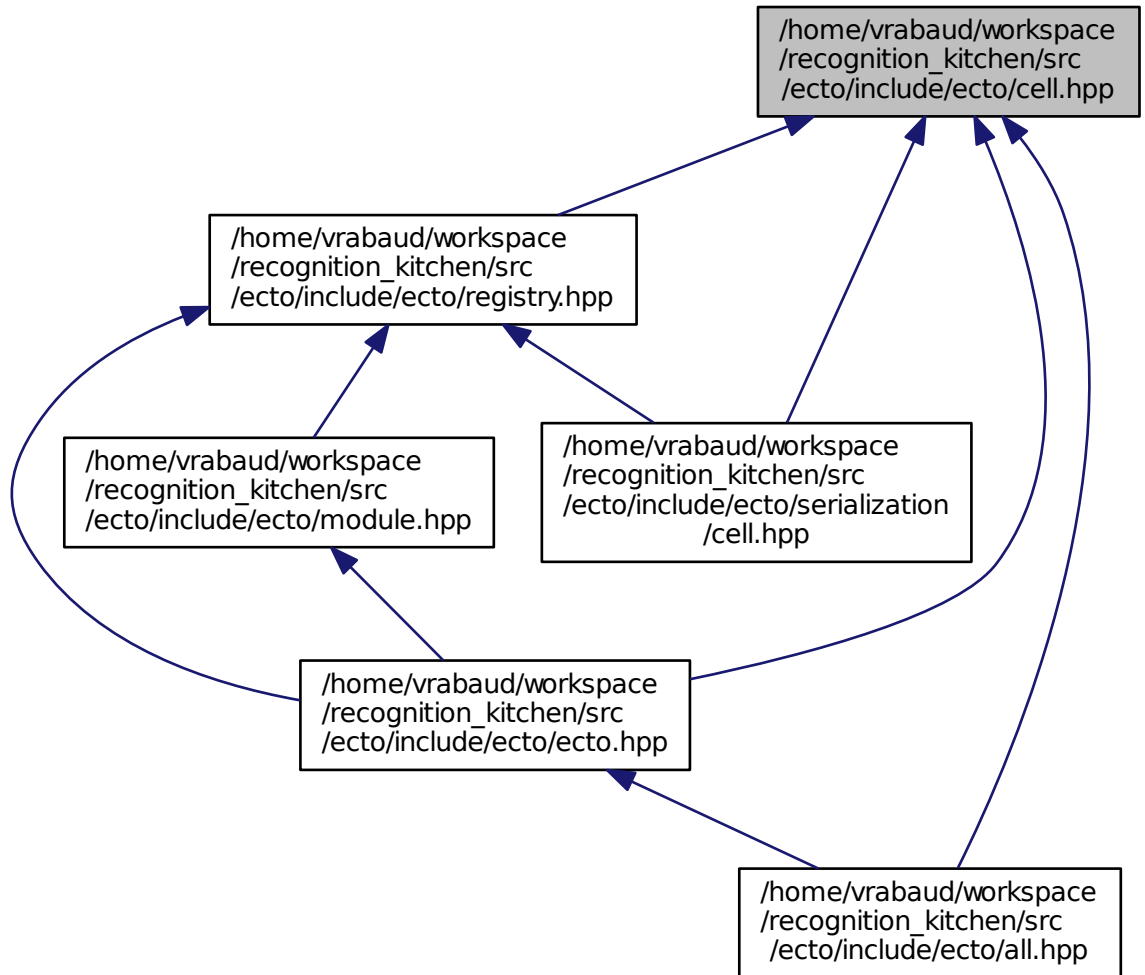 /home/vrabaud/workspace
/recognition_kitchen/src
/ecto/include/ecto/cell.hpp
/home/vrabaud/workspace
/recognition_kitchen/src
/ecto/include/ecto/registry.hpp
/home/vrabaud/workspace
/recognition_kitchen/src
/ecto/include/ecto/module.hpp
/home/vrabaud/workspace
/recognition_kitchen/src
/ecto/include/ecto/serialization
/cell.hpp
/home/vrabaud/workspace
/recognition_kitchen/src
/ecto/include/ecto/ecto.hpp
/home/vrabaud/workspace
/recognition_kitchen/src
/ecto/include/ecto/all.hpp